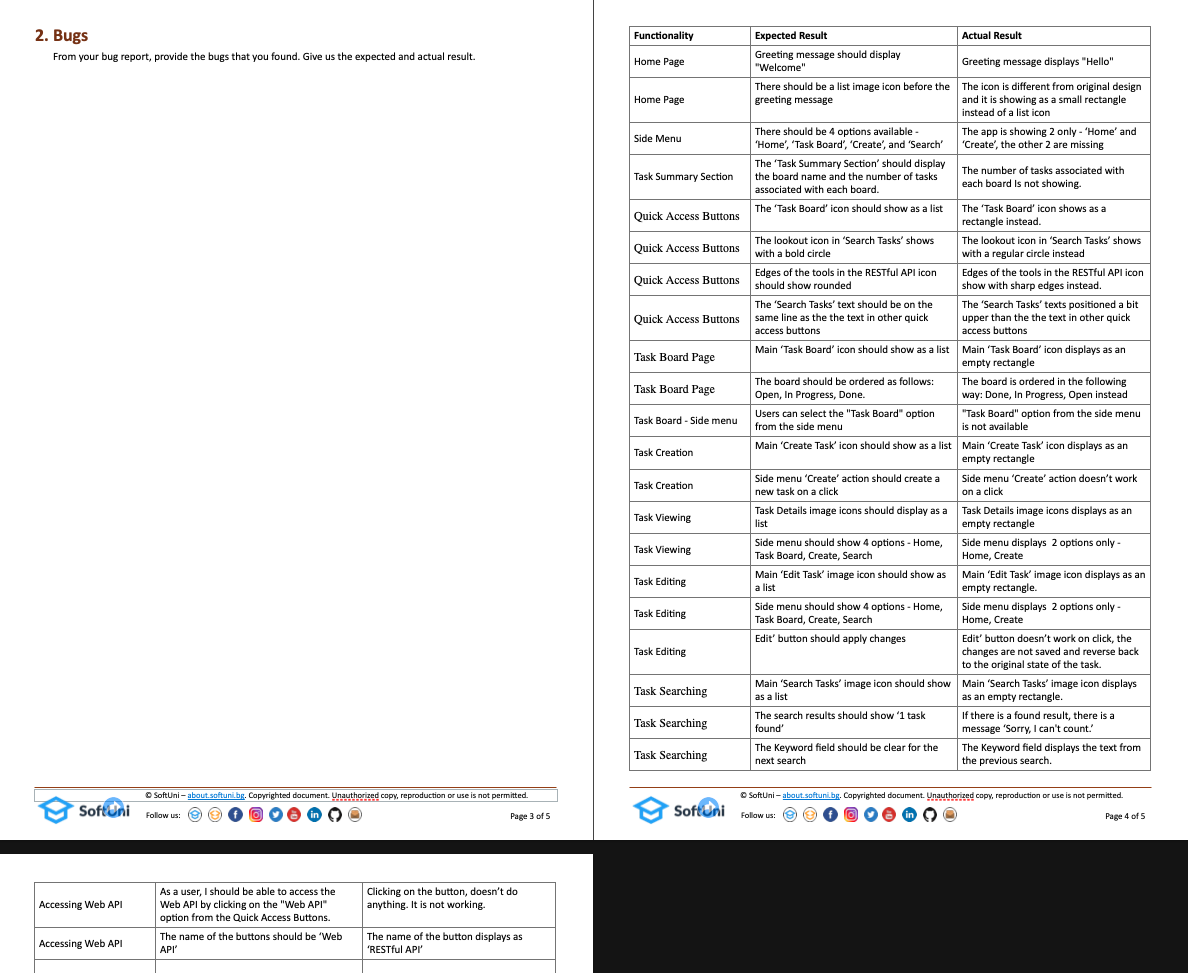 2. Bugs
From your bug report, provide the bugs that you found. Give us the expected and actual result.
© SoftUni – about.softuni.bg. Copyrighted document. Unauthorized copy, reproduction or use is not permitted.
SoftUni
Follow us:
Page 3 of 5
Functionality
Expected Result
Actual Result
Home Page
Greeting message should display
"Welcome"
Greeting message displays "Hello"
Home Page
There should be a list image icon before the
greeting message
The icon is different from original design
and it is showing as a small rectangle
instead of a list icon
Side Menu
There should be 4 options available -
‘Home’, ‘Task Board’, ‘Create’, and ‘Search’
The app is showing 2 only - ‘Home’ and
‘Create’, the other 2 are missing
Task Summary Section
The ‘Task Summary Section’ should display
the board name and the number of tasks
associated with each board.
The number of tasks associated with
each board Is not showing.
Quick Access Buttons
The ‘Task Board’ icon should show as a list
The ‘Task Board’ icon shows as a
rectangle instead.
Quick Access Buttons
The lookout icon in ‘Search Tasks’ shows
with a bold circle
The lookout icon in ‘Search Tasks’ shows
with a regular circle instead
Quick Access Buttons
Edges of the tools in the RESTful API icon
should show rounded
Edges of the tools in the RESTful API icon
show with sharp edges instead.
Quick Access Buttons
The ‘Search Tasks’ text should be on the
same line as the the text in other quick
access buttons
The ‘Search Tasks’ texts positioned a bit
upper than the the text in other quick
access buttons
Task Board Page
Main ‘Task Board’ icon should show as a list
Main ‘Task Board’ icon displays as an
empty rectangle
Task Board Page
The board should be ordered as follows:
Open, In Progress, Done.
The board is ordered in the following
way: Done, In Progress, Open instead
Task Board - Side menu
Users can select the "Task Board" option
from the side menu
"Task Board" option from the side menu
is not available
Task Creation
Main ‘Create Task’ icon should show as a list
Main ‘Create Task’ icon displays as an
empty rectangle
Task Creation
Side menu ‘Create’ action should create a
new task on a click
Side menu ‘Create’ action doesn’t work
on a click
Task Viewing
Task Details image icons should display as a
list
Task Details image icons displays as an
empty rectangle
Task Viewing
Side menu should show 4 options - Home,
Task Board, Create, Search
Side menu displays  2 options only -
Home, Create
Task Editing
Main ‘Edit Task’ image icon should show as
a list
Main ‘Edit Task’ image icon displays as an
empty rectangle.
Task Editing
Side menu should show 4 options - Home,
Task Board, Create, Search
Side menu displays  2 options only -
Home, Create
Task Editing
Edit’ button should apply changes
Edit’ button doesn’t work on click, the
changes are not saved and reverse back
to the original state of the task.
Task Searching
Main ‘Search Tasks’ image icon should show
as a list
Main ‘Search Tasks’ image icon displays
as an empty rectangle.
Task Searching
The search results should show ‘1 task
found’
If there is a found result, there is a
message ‘Sorry, I can't count.’
Task Searching
The Keyword field should be clear for the
next search
The Keyword field displays the text from
the previous search.
© SoftUni – about.softuni.bg. Copyrighted document. Unauthorized copy, reproduction or use is not permitted.
SoftUni
Follow us:
Page 4 of 5
Accessing Web API
As a user, I should be able to access the
Web API by clicking on the "Web API"
option from the Quick Access Buttons.
Clicking on the button, doesn’t do
anything. It is not working.
Accessing Web API
The name of the buttons should be ‘Web
API’
The name of the button displays as
‘RESTful API’